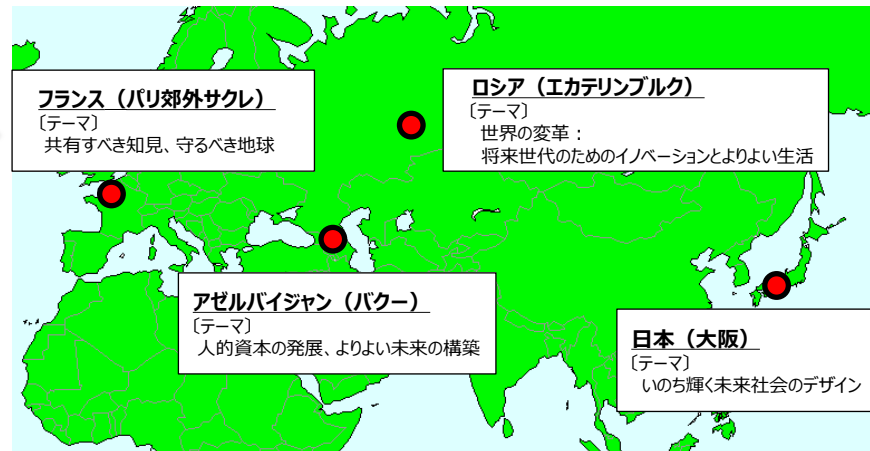 フランス（パリ郊外サクレ）
〔テーマ〕
共有すべき知見、守るべき地球
ロシア（エカテリンブルク）
〔テーマ〕
世界の変革：
将来世代のためのイノベーションとよりよい生活
アゼルバイジャン（バクー）
〔テーマ〕
人的資本の発展、よりよい未来の構築
日本（大阪）
〔テーマ〕
いのち輝く未来社会のデザイン